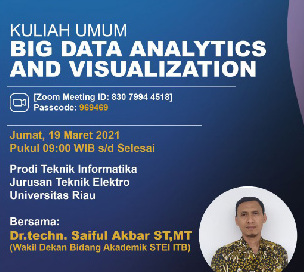 KULIAH UMUM
BIG DATA ANALYTICS
AND VISUALIZATION
[Zoom Meeting ID: 830 7994 4518]
Passcode: 969469
Jumat, 19 Maret 2021
Pukul 09:00 WIB s/d Selesai
Prodi Teknik Informatika
Jurusan Teknik Elektro
Universitas Riau
Bersama:
Dr.techn. Saiful Akbar ST,MT
(Wakil Dekan Bidang Akademik STEI ITB)